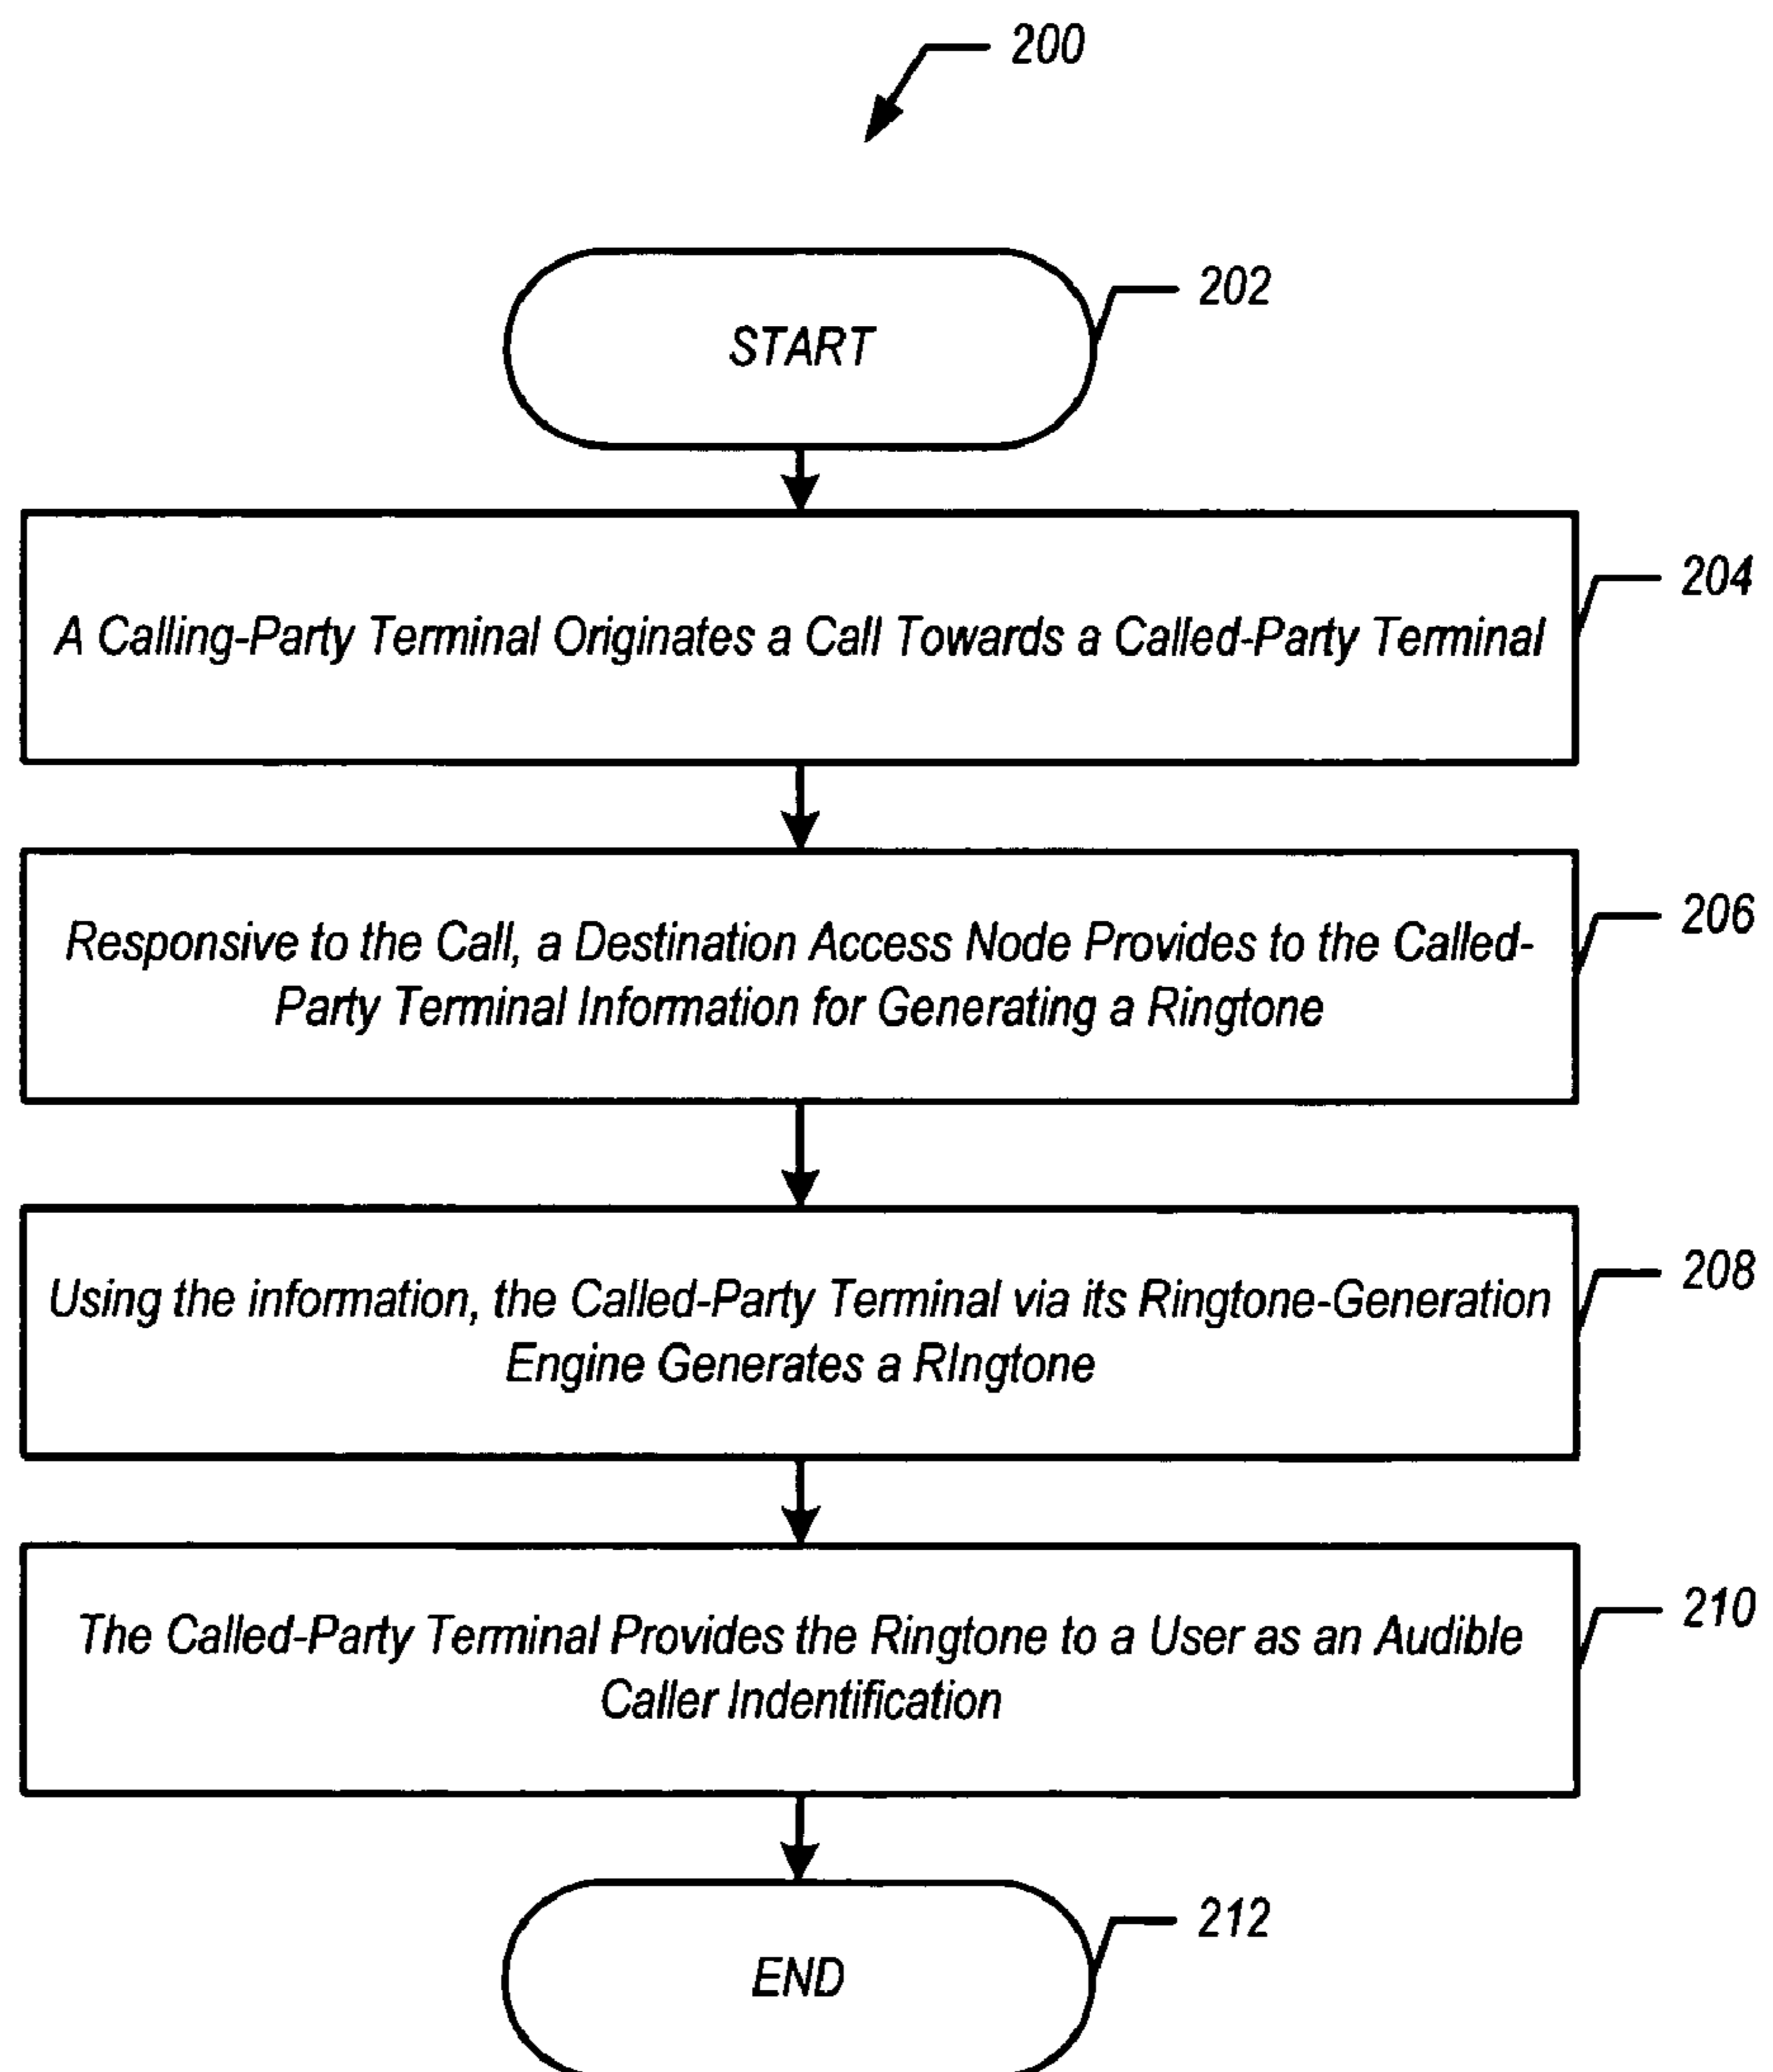 200
START
202
A Calling-Party Terminal Originates a Call Towards a Called-Party Terminal
204
Responsive to the Call, a Destination Access Node Provides to the Called-
Party Terminal Information for Generating a Ringtone
206
Using the information, the Called-Party Terminal via its Ringtone-Generation
Engine Generates a RIngtone
208
The Called-Party Terminal Provides the Ringtone to a User as an Audible
Caller Indentification
210
END
212